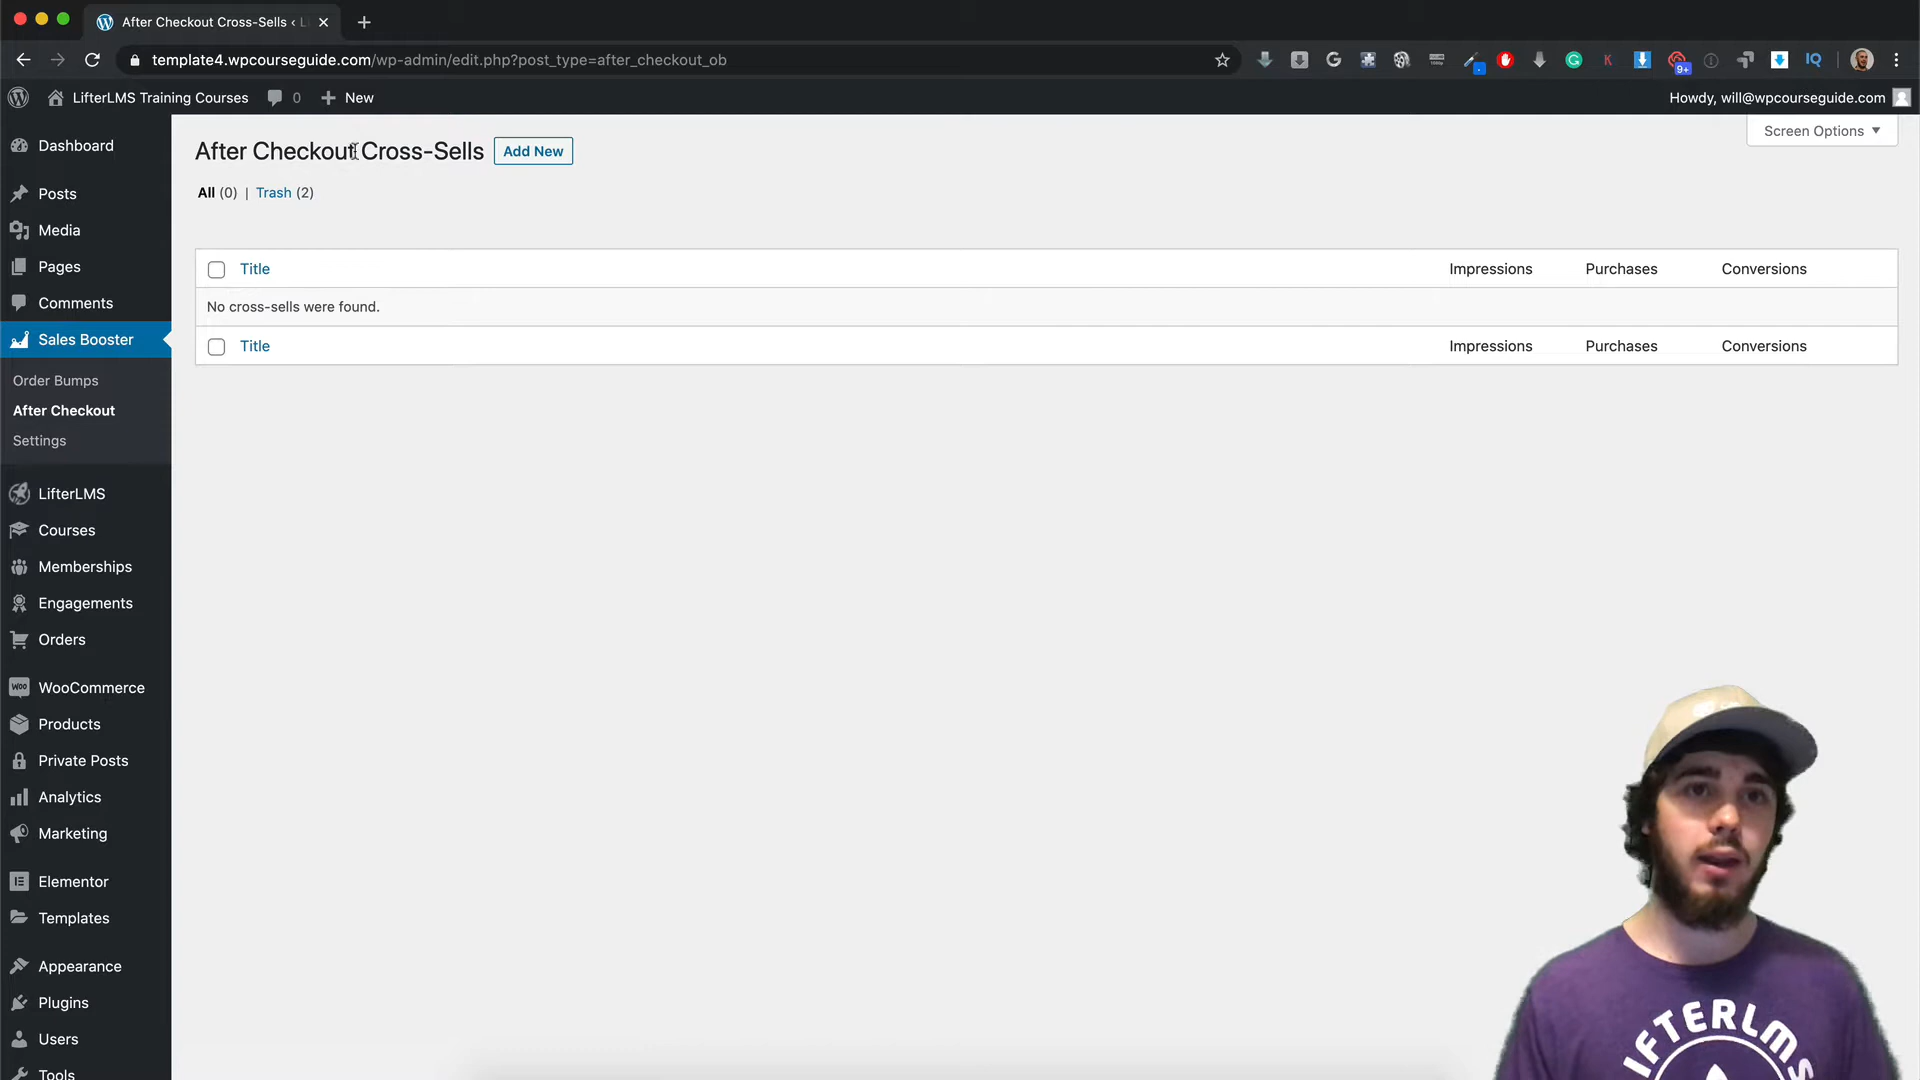 After Checkout Cross-Sells ‹ L
template4.wpcourseguide.com/wp-admin/edit.php?post_type=after_checkout_ob
9+
IQ
LifterLMS Training Courses
0
New
Howdy, will@wpcourseguide.com
Screen Options
Dashboard
Posts
Media
Pages
Comments
Sales Booster
Order Bumps
After Checkout
Settings
LifterLMS
Courses
Memberships
Engagements
Orders
WooCommerce
Products
Private Posts
Analytics
Marketing
Elementor
Templates
Appearance
Plugins
Users
Tools
After Checkout Cross-Sells Add New
All (0) | Trash (2)
Title Impressions Purchases Conversions
No cross-sells were found.
Title Impressions Purchases Conversions
IFTERLMS